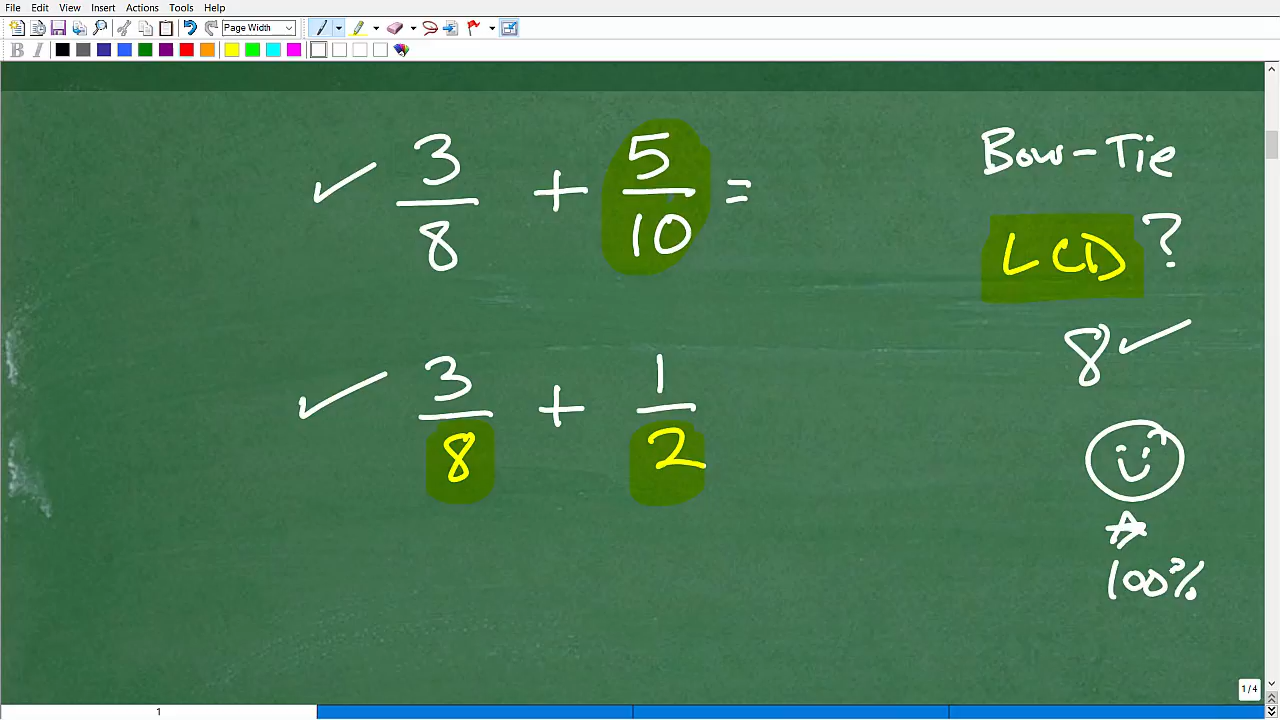 File Edit View Insert Actions Tools Help
Page Width
B I
3/8 + 5/10 =
Bow-Tie
LCD?
8
3/8 + 1/2
100%
1/4
1